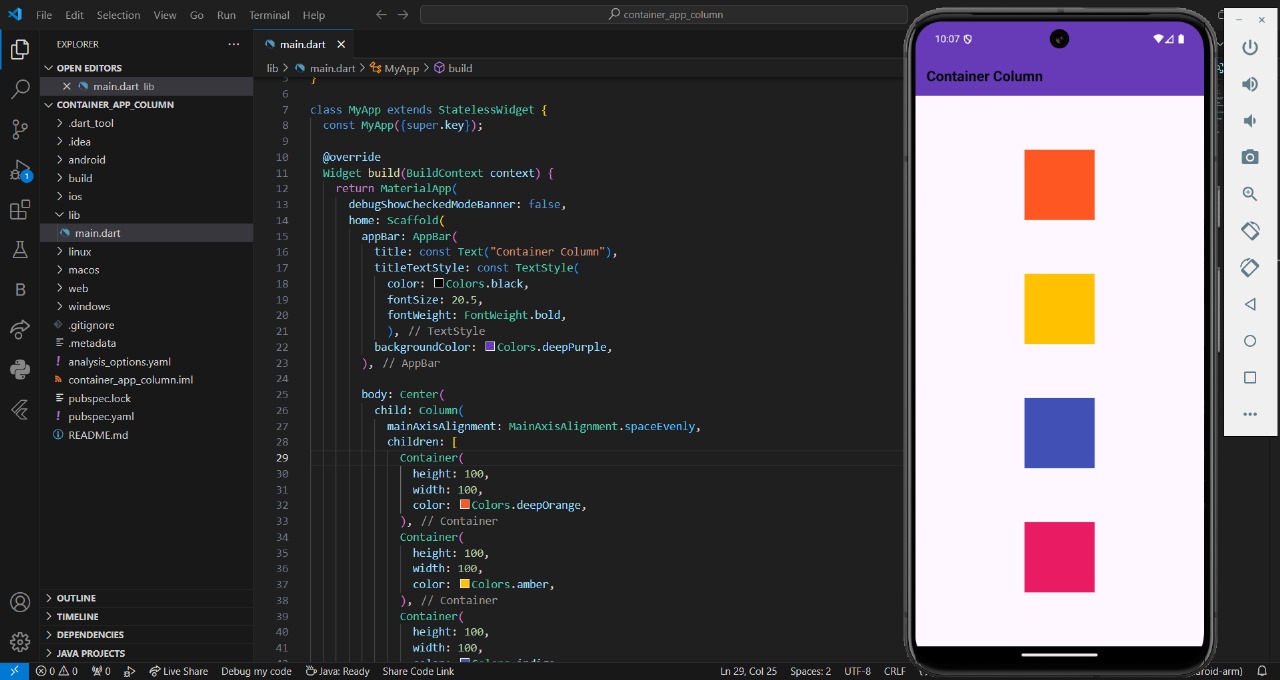 File Edit Selection View Go Run Terminal Help
container_app_column
EXPLORER
OPEN EDITORS
main.dart lib
CONTAINER_APP_COLUMN
.dart_tool
.idea
android
build
ios
lib
main.dart
linux
macos
web
windows
.gitignore
.metadata
analysis_options.yaml
container_app_column.iml
pubspec.lock
pubspec.yaml
README.md
OUTLINE
TIMELINE
DEPENDENCIES
JAVA PROJECTS
1
B
main.dart
lib > main.dart > MyApp > build
}
6
7 class MyApp extends StatelessWidget {
8 const MyApp({super.key});
9
10 @override
11 Widget build(BuildContext context) {
12 return MaterialApp(
13 debugShowCheckedModeBanner: false,
14 home: Scaffold(
15 appBar: AppBar(
16 title: const Text("Container Column"),
17 titleTextStyle: const TextStyle(
18 color: Colors.black,
19 fontSize: 20.5,
20 fontWeight: FontWeight.bold,
21 ), // TextStyle
22 backgroundColor: Colors.deepPurple,
23 ), // AppBar
24
25 body: Center(
26 child: Column(
27 mainAxisAlignment: MainAxisAlignment.spaceEvenly,
28 children: [
29 Container(
30 height: 100,
31 width: 100,
32 color: Colors.deepOrange,
33 ), // Container
34 Container(
35 height: 100,
36 width: 100,
37 color: Colors.amber,
38 ), // Container
39 Container(
40 height: 100,
41 width: 100,
10:07
Container Column
0 0 0 Live Share Debug my code Java: Ready Share Code Link
Ln 29, Col 25 Spaces: 2 UTF-8 CRLF